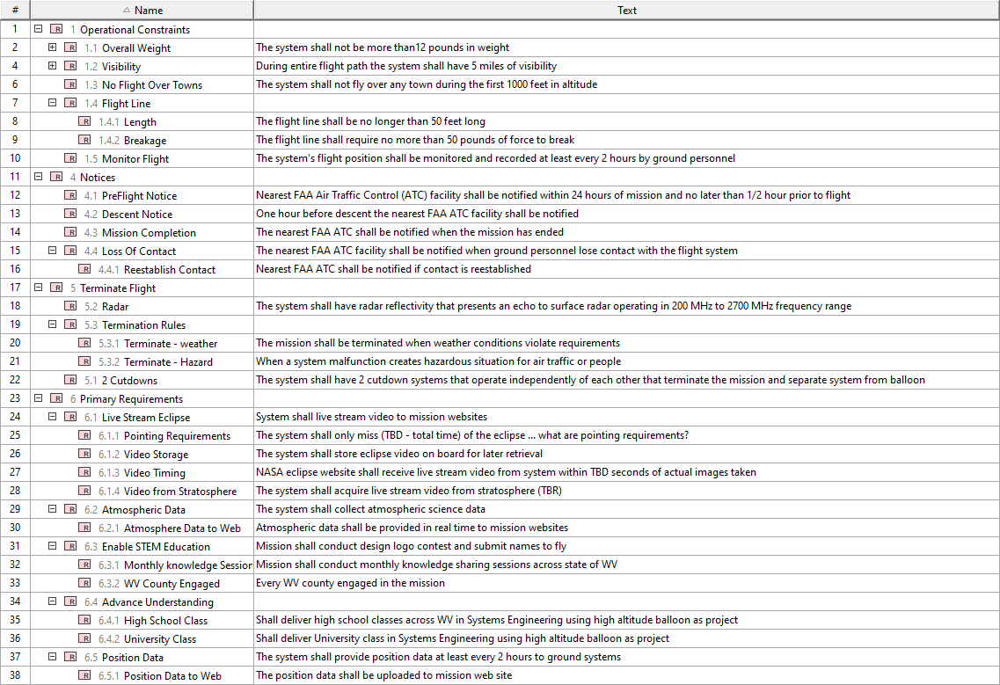 # Name Text
1 R 1 Operational Constraints
2 R 1.1 Overall Weight The system shall not be more than12 pounds in weight
4 R 1.2 Visibility During entire flight path the system shall have 5 miles of visibility
6 R 1.3 No Flight Over Towns The system shall not fly over any town during the first 1000 feet in altitude
7 R 1.4 Flight Line
8 R 1.4.1 Length The flight line shall be no longer than 50 feet long
9 R 1.4.2 Breakage The flight line shall require no more than 50 pounds of force to break
10 R 1.5 Monitor Flight The system's flight position shall be monitored and recorded at least every 2 hours by ground personnel
11 R 4 Notices
12 R 4.1 PreFlight Notice Nearest FAA Air Traffic Control (ATC) facility shall be notified within 24 hours of mission and no later than 1/2 hour prior to flight
13 R 4.2 Descent Notice One hour before descent the nearest FAA ATC facility shall be notified
14 R 4.3 Mission Completion The nearest FAA ATC shall be notified when the mission has ended
15 R 4.4 Loss Of Contact The nearest FAA ATC facility shall be notified when ground personnel lose contact with the flight system
16 R 4.4.1 Reestablish Contact Nearest FAA ATC shall be notified if contact is reestablished
17 R 5 Terminate Flight
18 R 5.2 Radar The system shall have radar reflectivity that presents an echo to surface radar operating in 200 MHz to 2700 MHz frequency range
19 R 5.3 Termination Rules
20 R 5.3.1 Terminate - weather The mission shall be terminated when weather conditions violate requirements
21 R 5.3.2 Terminate - Hazard When a system malfunction creates hazardous situation for air traffic or people
22 R 5.1 2 Cutdowns The system shall have 2 cutdown systems that operate independently of each other that terminate the mission and separate system from balloon
23 R 6 Primary Requirements
24 R 6.1 Live Stream Eclipse System shall live stream video to mission websites
25 R 6.1.1 Pointing Requirements The system shall only miss (TBD - total time) of the eclipse ... what are pointing requirements?
26 R 6.1.2 Video Storage The system shall store eclipse video on board for later retrieval
27 R 6.1.3 Video Timing NASA eclipse website shall receive live stream video from system within TBD seconds of actual images taken
28 R 6.1.4 Video from Stratosphere The system shall acquire live stream video from stratosphere (TBR)
29 R 6.2 Atmospheric Data The system shall collect atmospheric science data
30 R 6.2.1 Atmosphere Data to Web Atmospheric data shall be provided in real time to mission websites
31 R 6.3 Enable STEM Education Mission shall conduct design logo contest and submit names to fly
32 R 6.3.1 Monthly knowledge Session Mission shall conduct monthly knowledge sharing sessions across state of WV
33 R 6.3.2 WV County Engaged Every WV county engaged in the mission
34 R 6.4 Advance Understanding
35 R 6.4.1 High School Class Shall deliver high school classes across WV in Systems Engineering using high altitude balloon as project
36 R 6.4.2 University Class Shall deliver University class in Systems Engineering using high altitude balloon as project
37 R 6.5 Position Data The system shall provide position data at least every 2 hours to ground systems
38 R 6.5.1 Position Data to Web The position data shall be uploaded to mission web site